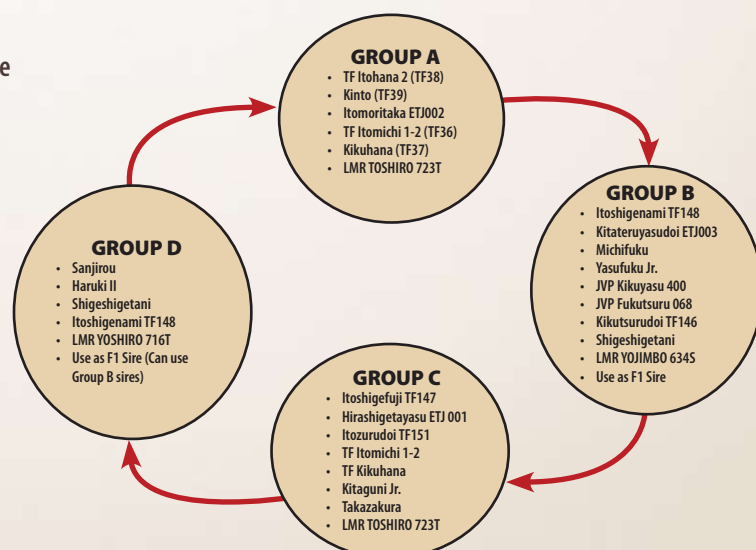 e
GROUP A
• TF Itohana 2 (TF38)
• Kinto (TF39)
• Itomoritaka ETJ002
• TF Itomichi 1-2 (TF36)
• Kikuhana (TF37)
• LMR TOSHIRO 723T
GROUP B
• Itoshigenami TF148
• Kitateruyasudoi ETJ003
• Michifuku
• Yasufuku Jr.
• JVP Kikuyasu 400
• JVP Fukutsuru 068
• Kikutsurudoi TF146
• Shigeshigetani
• LMR YOJIMBO 634S
• Use as F1 Sire
GROUP C
• Itoshigefuji TF147
• Hirashigetayasu ETJ 001
• Itozurudoi TF151
• TF Itomichi 1-2
• TF Kikuhana
• Kitaguni Jr.
• Takazakura
• LMR TOSHIRO 723T
GROUP D
• Sanjirou
• Haruki II
• Shigeshigetani
• Itoshigenami TF148
• LMR YOSHIRO 716T
• Use as F1 Sire (Can use
Group B sires)